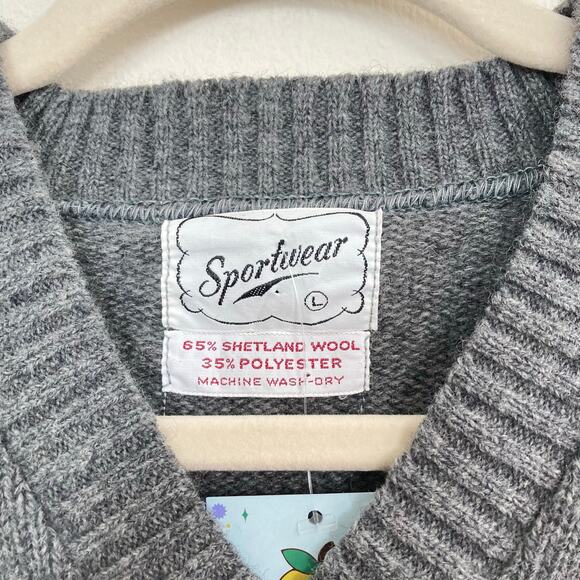 Sportwear
L
65% SHETLAND WOOL
35% POLYESTER
MACHINE WASH-DRY